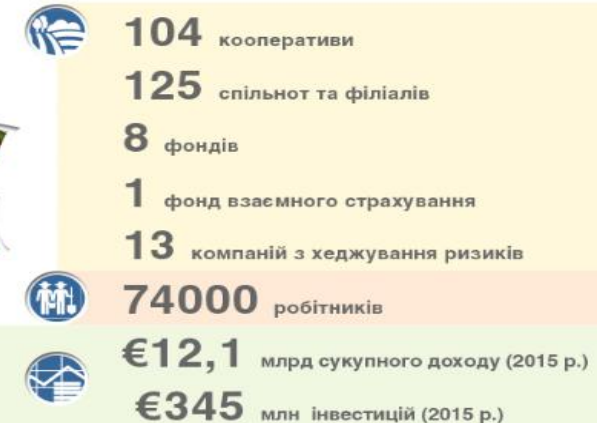 104 кооперативи
125 спільнот та філіалів
8 фондів
1 фонд взаємного страхування
13 компаній з хеджування ризиків
74000 робітників
€12,1 млрд сукупного доходу (2015 р.)
€345 млн інвестицій (2015 р.)